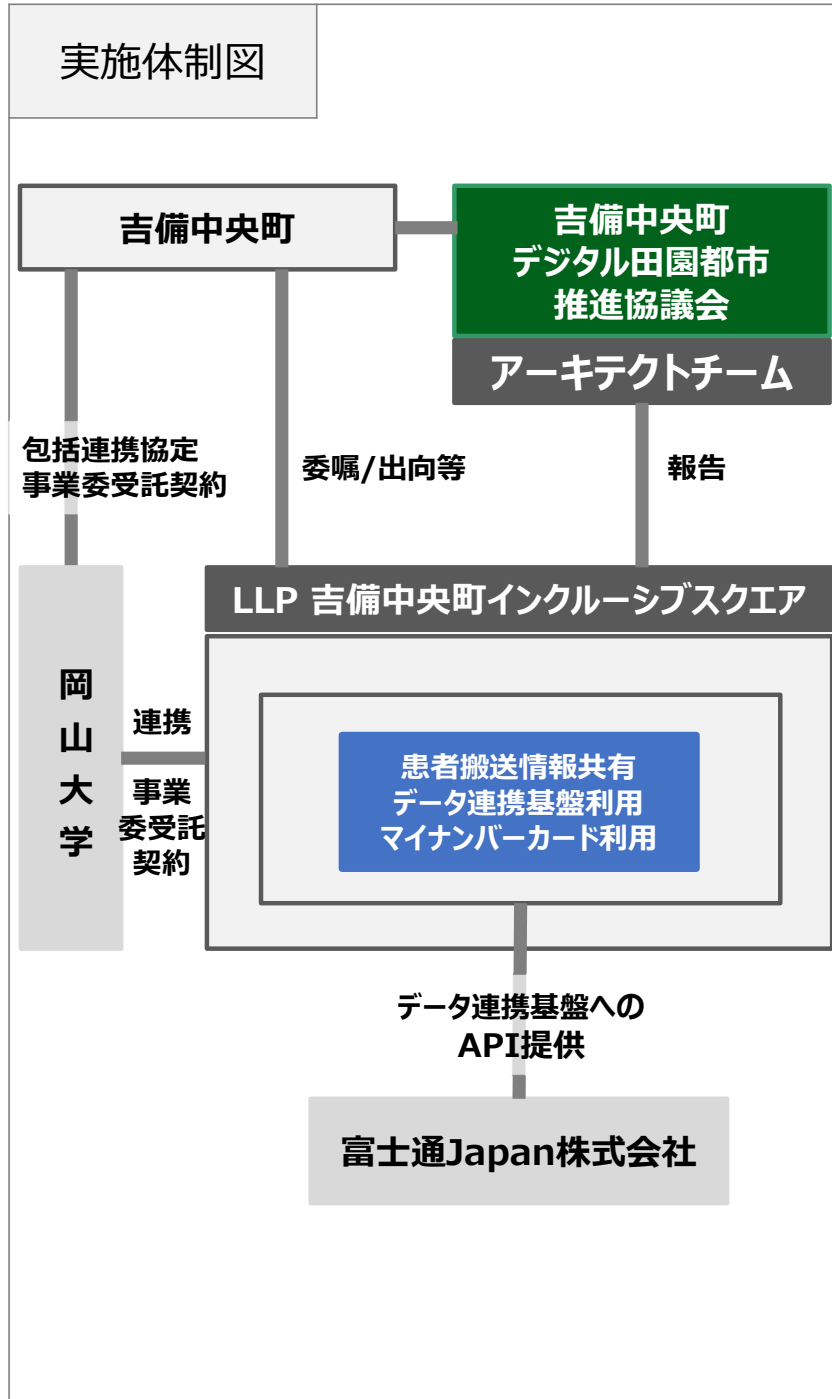 実施体制図
吉備中央町
吉備中央町
デジタル田園都市
推進協議会
アーキテクトチーム
包括連携協定
事業委受託契約
委嘱/出向等
報告
LLP 吉備中央町インクルーシブスクエア
岡山大学
連携
事業
委受託
契約
患者搬送情報共有
データ連携基盤利用
マイナンバーカード利用
データ連携基盤への
API提供
富士通Japan株式会社